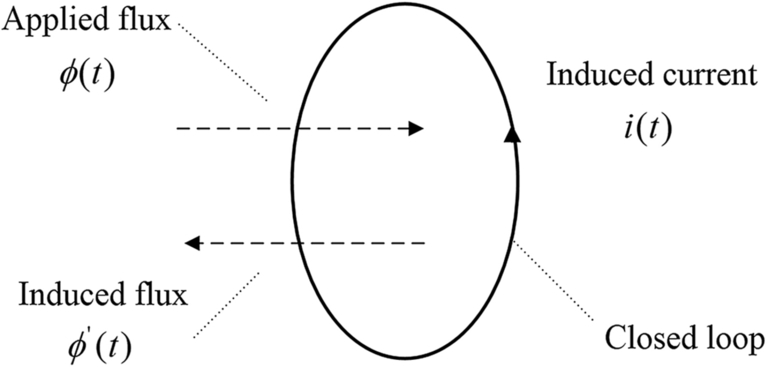 Applied flux
ϕ(t)
Induced current
i(t)
Induced flux
ϕ'(t)
Closed loop